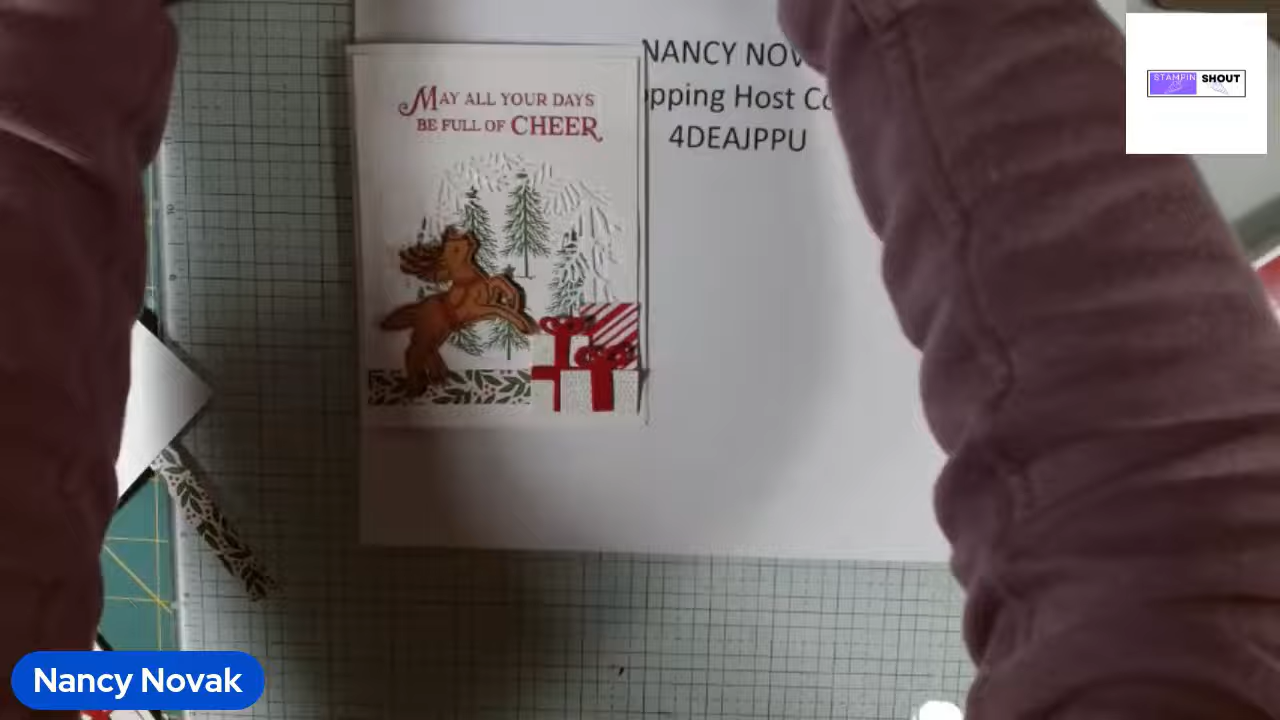 NANCY NOV
pping Host Co
4DEAJPPU
MAY ALL YOUR DAYS
BE FULL OF CHEER
STAMPIN SHOUT
Nancy Novak